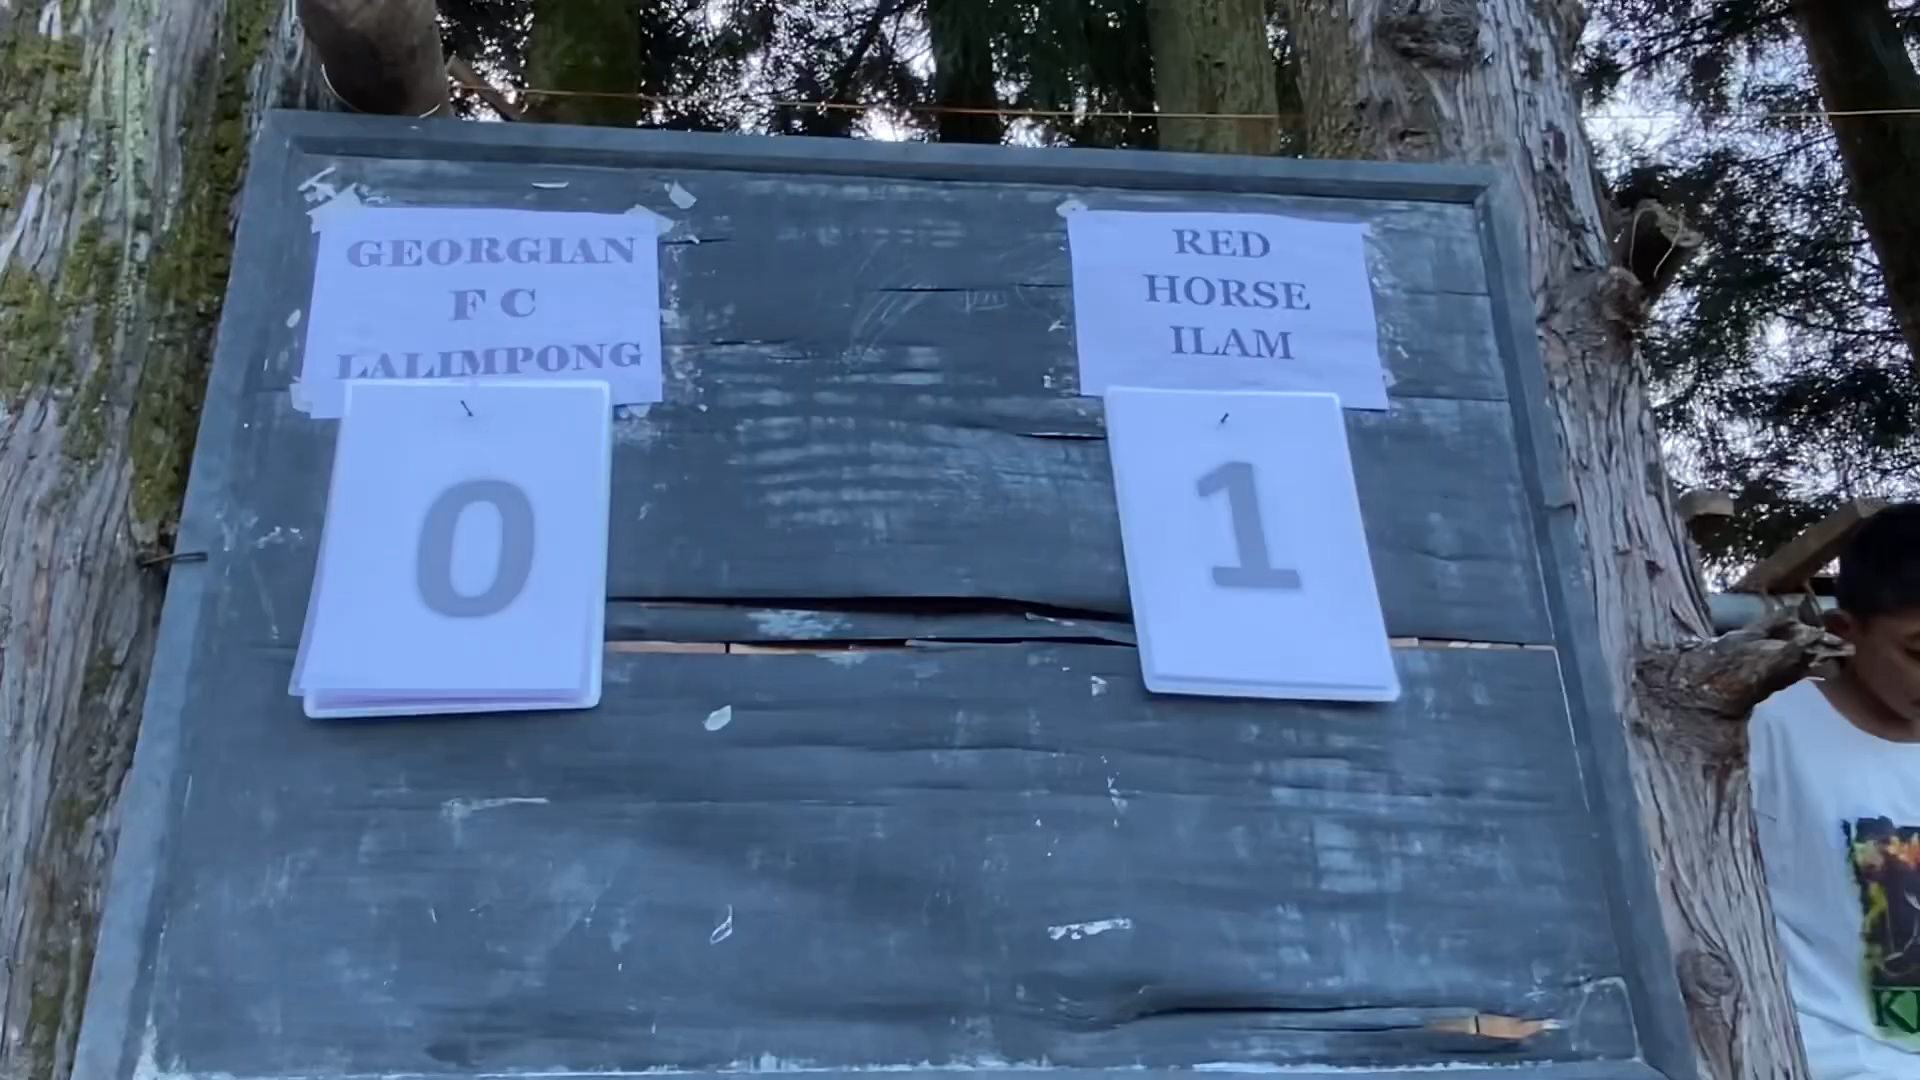 GEORGIAN
F C
LALIMPONG
0
RED
HORSE
ILAM
1